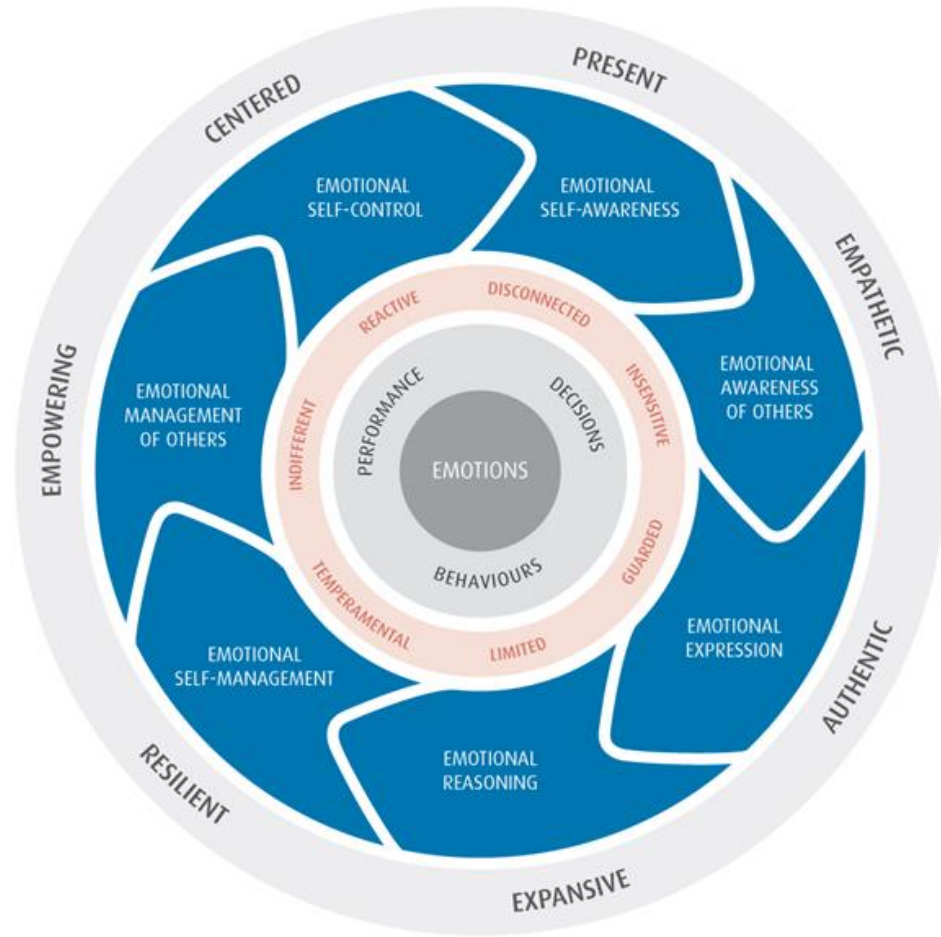 PRESENT
EMPATHETIC
AUTHENTIC
EXPANSIVE
RESILIENT
EMPOWERING
CENTERED
EMOTIONAL
SELF-AWARENESS
EMOTIONAL
AWARENESS
OF OTHERS
EMOTIONAL
EXPRESSION
EMOTIONAL
REASONING
EMOTIONAL
SELF-MANAGEMENT
EMOTIONAL
MANAGEMENT
OF OTHERS
EMOTIONAL
SELF-CONTROL
DISCONNECTED
INSENSITIVE
GUARDED
LIMITED
TEMPERAMENTAL
INDIFFERENT
REACTIVE
PERFORMANCE
DECISIONS
BEHAVIOURS
EMOTIONS